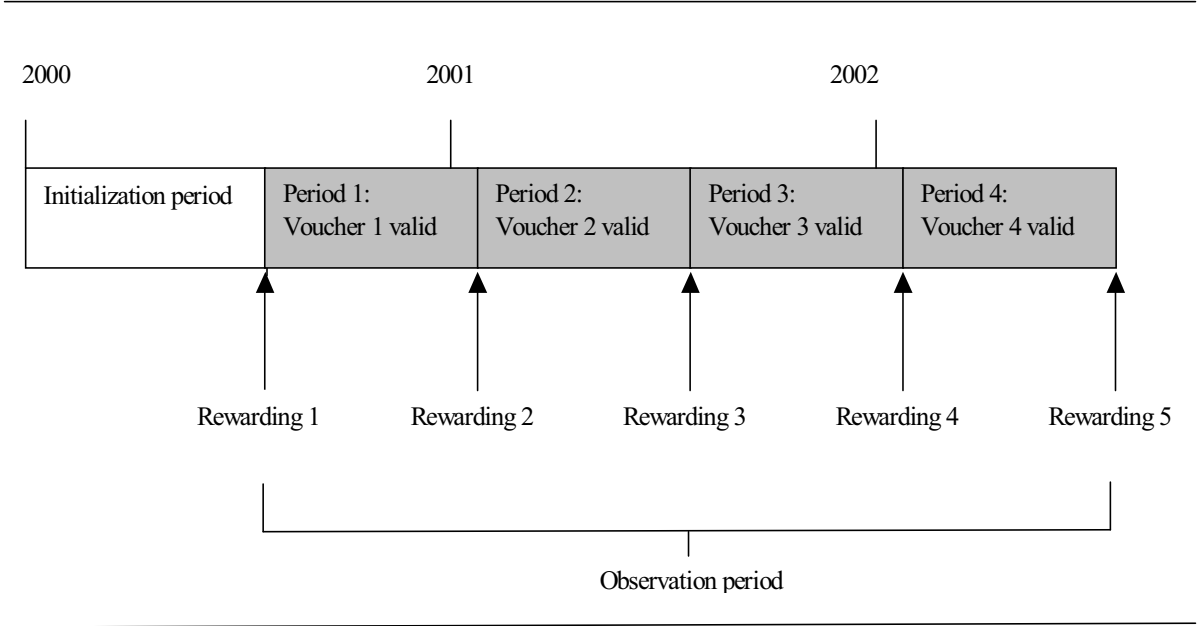 2000 2001 2002
Initialization period
Period 1:
Voucher 1 valid
Period 2:
Voucher 2 valid
Period 3:
Voucher 3 valid
Period 4:
Voucher 4 valid
Rewarding 1 Rewarding 2 Rewarding 3 Rewarding 4 Rewarding 5
Observation period